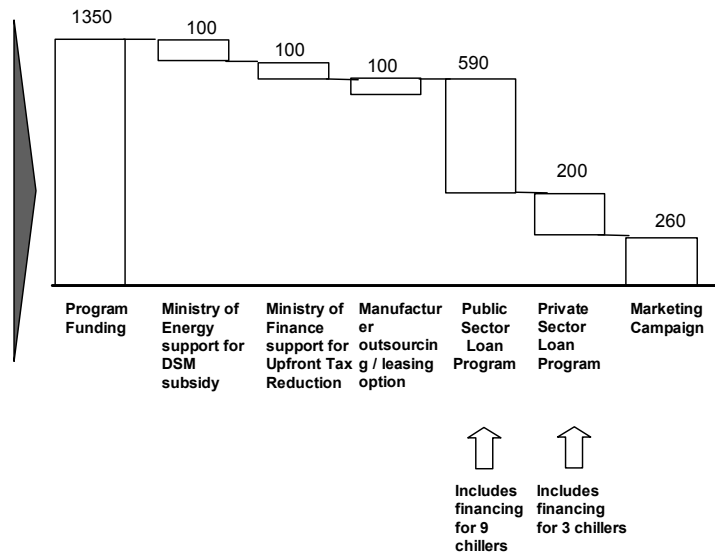 1350
100
100
100
590
200
260
Program
Funding
Ministry of
Energy
support for
DSM
subsidy
Ministry of
Finance
support for
Upfront Tax
Reduction
Manufactur
er
outsourcin
g / leasing
option
Public
Sector
Loan
Program
Private
Sector
Loan
Program
Marketing
Campaign
Includes
financing
for 9
chillers
Includes
financing
for 3 chillers